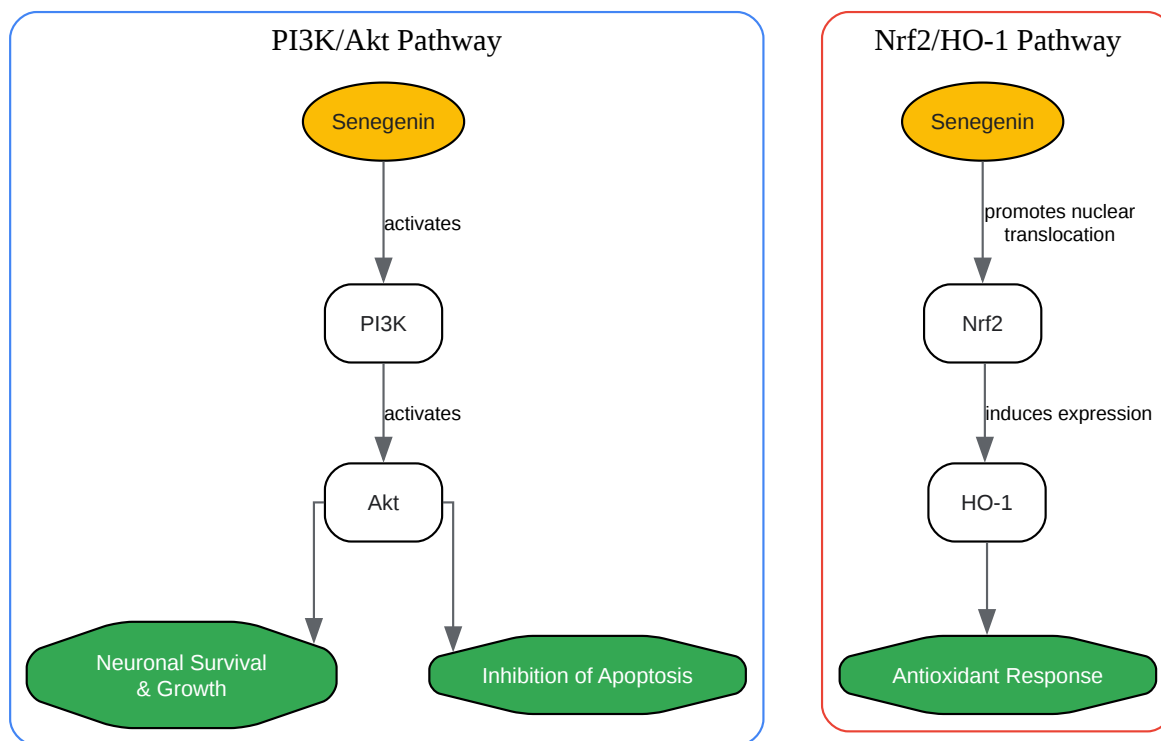 PI3K/Akt Pathway
Senegenin
activates
PI3K
activates
Akt
Neuronal Survival
& Growth
Inhibition of Apoptosis
Nrf2/HO-1 Pathway
Senegenin
promotes nuclear
translocation
Nrf2
induces expression
HO-1
Antioxidant Response